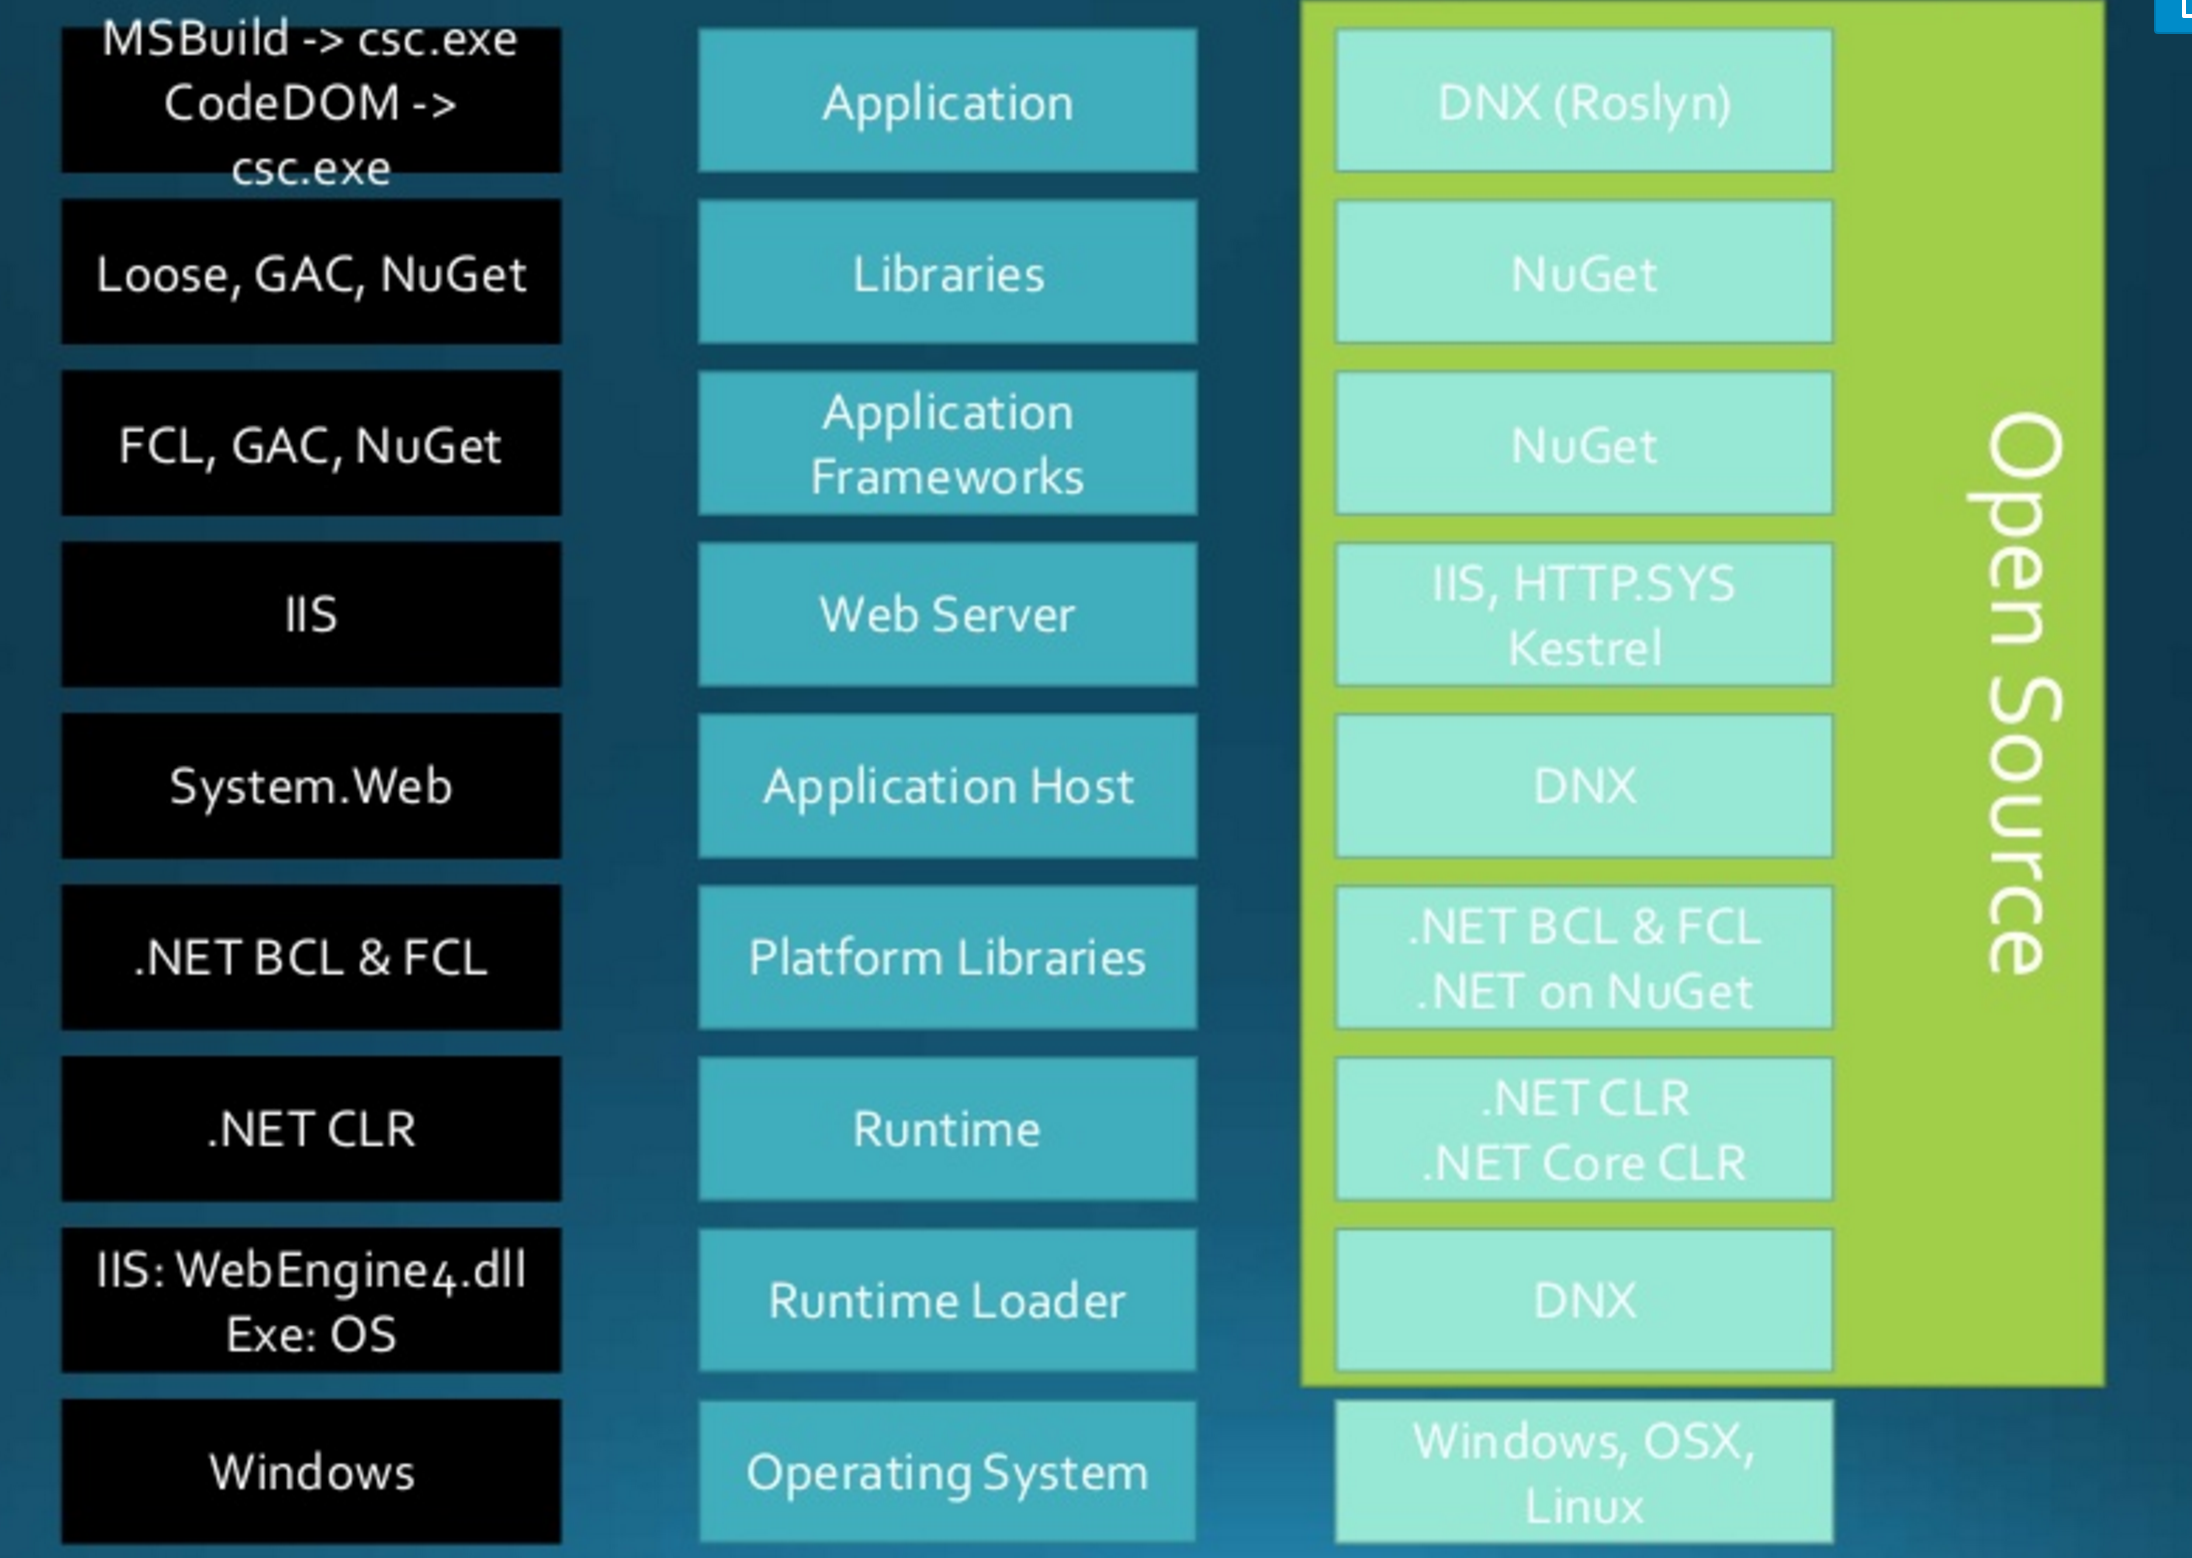 MSBuild -> csc.exe
CodeDOM ->
csc.exe
Application
DNX (Roslyn)
Loose, GAC, NuGet
Libraries
NuGet
FCL, GAC, NuGet
Application
Frameworks
NuGet
IIS
Web Server
IIS, HTTP.SYS
Kestrel
System.Web
Application Host
DNX
.NET BCL & FCL
Platform Libraries
.NET BCL & FCL
.NET on NuGet
.NET CLR
Runtime
.NET CLR
.NET Core CLR
IIS: WebEngine4.dll
Exe: OS
Runtime Loader
DNX
Windows
Operating System
Windows, OSX,
Linux
Open Source